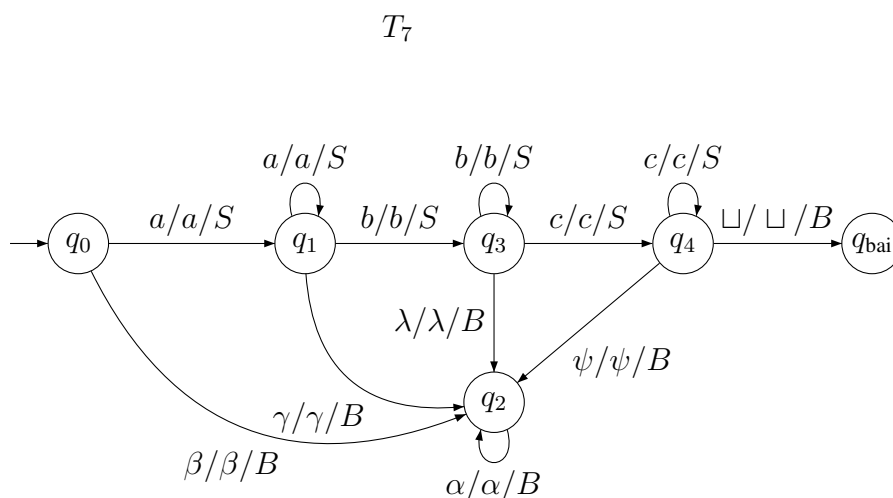 T₇
a/a/S b/b/S c/c/S
a/a/S b/b/S c/c/S ⊔/ ⊔ /B
q₀ q₁ q₃ q₄ q_bai
λ/λ/B
ψ/ψ/B
q₂
γ/γ/B
β/β/B
α/α/B